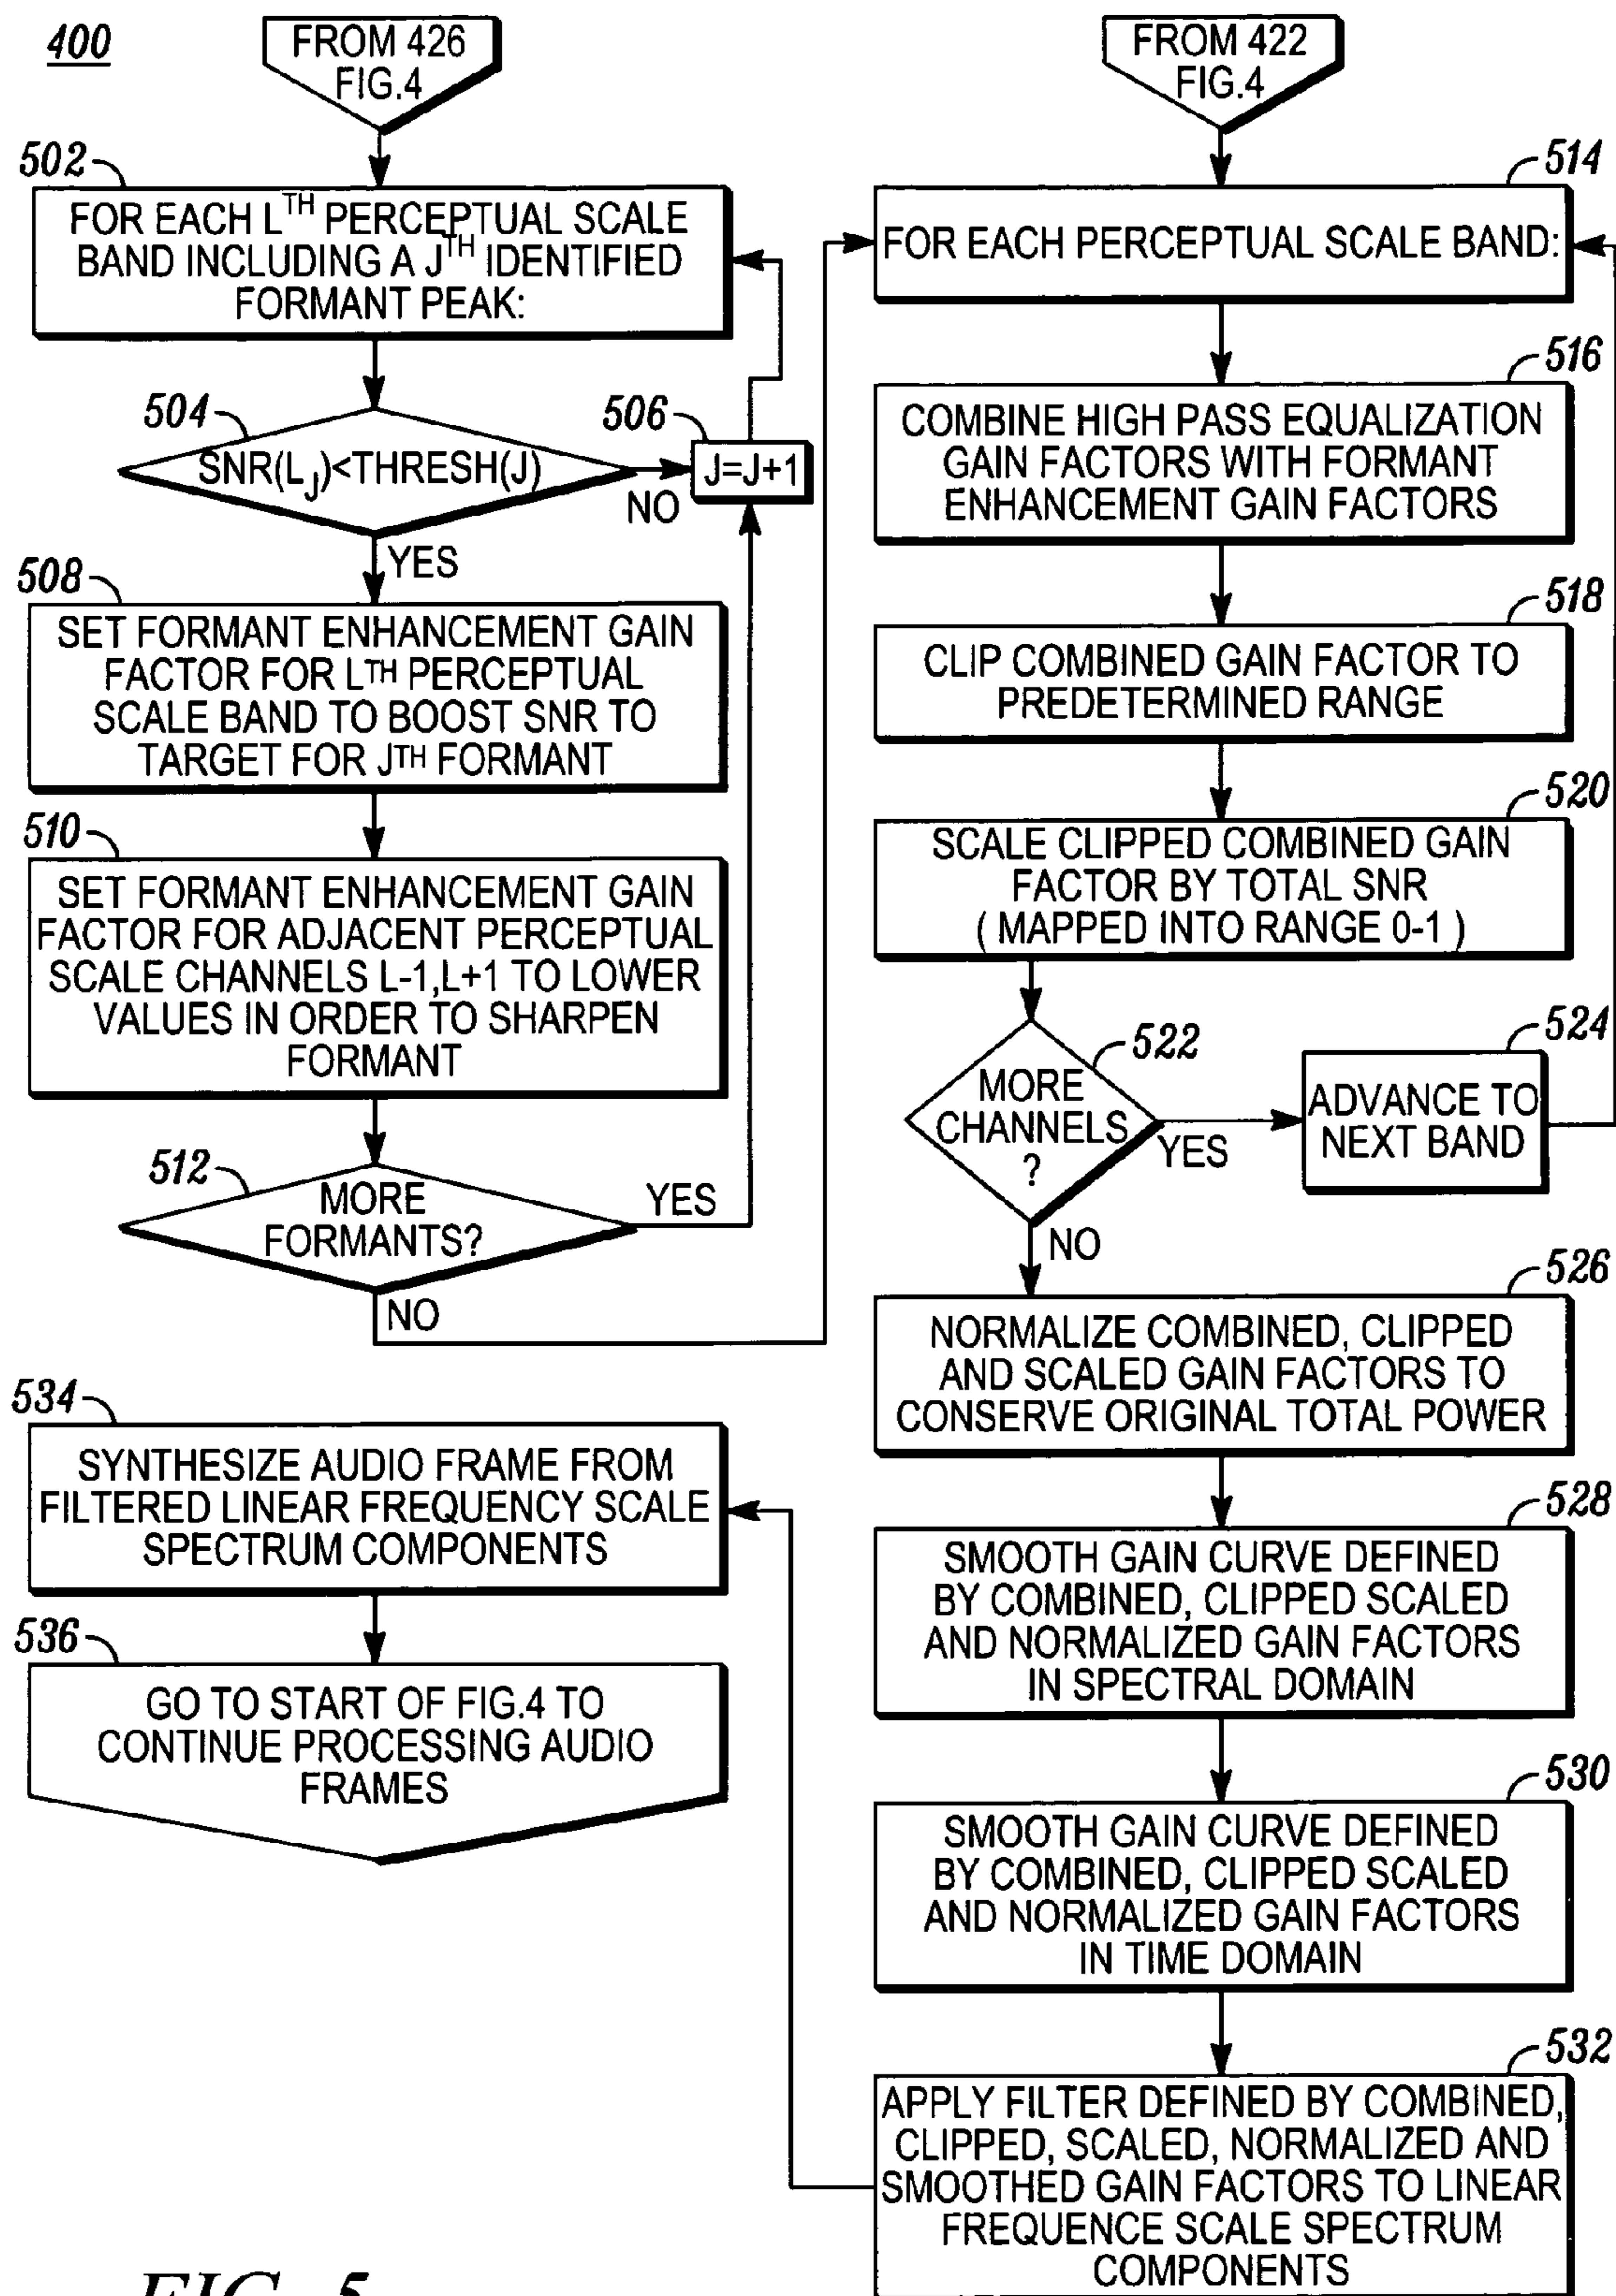 400
FROM 426
FIG.4
502
FOR EACH LTH PERCEPTUAL SCALE
BAND INCLUDING A JTH IDENTIFIED
FORMANT PEAK:
504
SNR(LJ)<THRESH(J)
NO
506
J=J+1
YES
508
SET FORMANT ENHANCEMENT GAIN
FACTOR FOR LTH PERCEPTUAL
SCALE BAND TO BOOST SNR TO
TARGET FOR JTH FORMANT
510
SET FORMANT ENHANCEMENT GAIN
FACTOR FOR ADJACENT PERCEPTUAL
SCALE CHANNELS L-1,L+1 TO LOWER
VALUES IN ORDER TO SHARPEN
FORMANT
512
MORE
FORMANTS?
YES
NO
FROM 422
FIG.4
514
FOR EACH PERCEPTUAL SCALE BAND:
516
COMBINE HIGH PASS EQUALIZATION
GAIN FACTORS WITH FORMANT
ENHANCEMENT GAIN FACTORS
518
CLIP COMBINED GAIN FACTOR TO
PREDETERMINED RANGE
520
SCALE CLIPPED COMBINED GAIN
FACTOR BY TOTAL SNR
( MAPPED INTO RANGE 0-1 )
522
MORE
CHANNELS
?
YES
524
ADVANCE TO
NEXT BAND
NO
526
NORMALIZE COMBINED, CLIPPED
AND SCALED GAIN FACTORS TO
CONSERVE ORIGINAL TOTAL POWER
528
SMOOTH GAIN CURVE DEFINED
BY COMBINED, CLIPPED SCALED
AND NORMALIZED GAIN FACTORS
IN SPECTRAL DOMAIN
530
SMOOTH GAIN CURVE DEFINED
BY COMBINED, CLIPPED SCALED
AND NORMALIZED GAIN FACTORS
IN TIME DOMAIN
532
APPLY FILTER DEFINED BY COMBINED,
CLIPPED, SCALED, NORMALIZED AND
SMOOTHED GAIN FACTORS TO LINEAR
FREQUENCE SCALE SPECTRUM
COMPONENTS
534
SYNTHESIZE AUDIO FRAME FROM
FILTERED LINEAR FREQUENCY SCALE
SPECTRUM COMPONENTS
536
GO TO START OF FIG.4 TO
CONTINUE PROCESSING AUDIO
FRAMES
FIG. 5